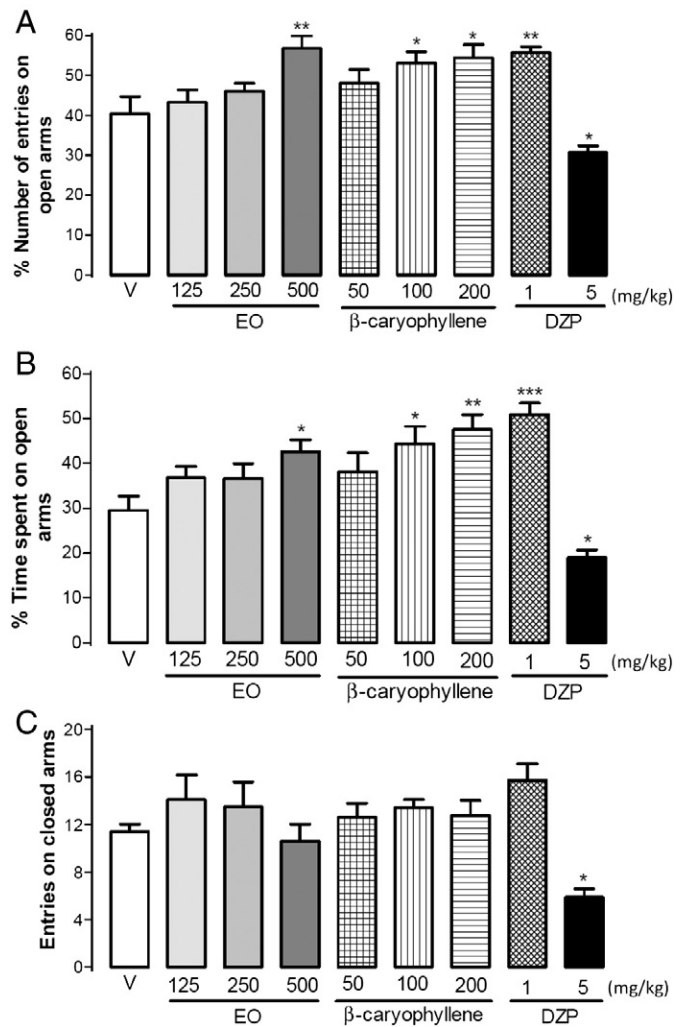 A
% Number of entries on
open arms
60
50
40
30
20
10
0
** * * ** *
V 125 250 500 50 100 200 1 5 (mg/kg)
EO β-caryophyllene DZP
B
% Time spent on open
arms
60
50
40
30
20
10
0
* * ** *** *
V 125 250 500 50 100 200 1 5 (mg/kg)
EO β-caryophyllene DZP
C
Entries on closed arms
20
16
12
8
4
0
*
V 125 250 500 50 100 200 1 5 (mg/kg)
EO β-caryophyllene DZP